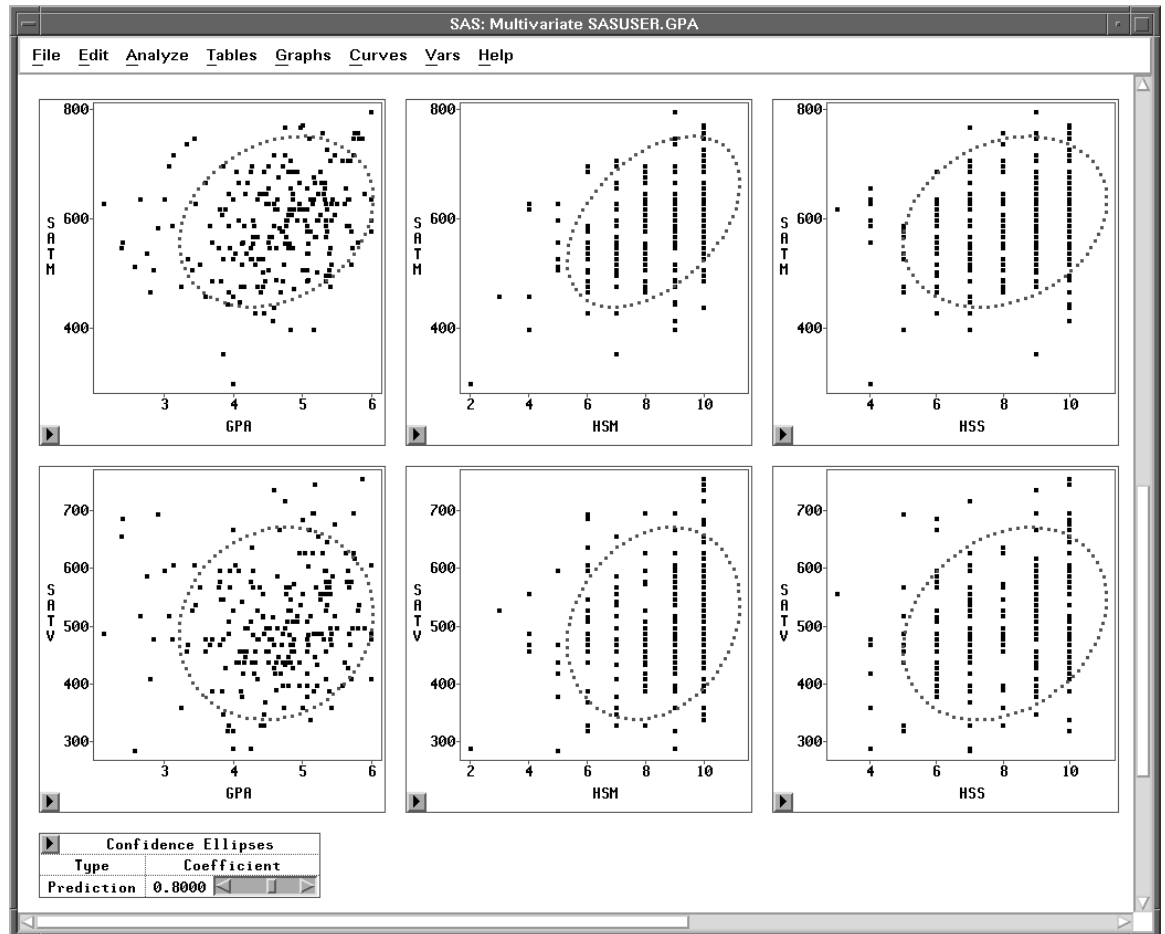 SAS: Multivariate SASUSER.GPA
File Edit Analyze Tables Graphs Curves Vars Help
800
600
400
SATM
3 4 5 6
GPA
800
600
400
SATM
2 4 6 8 10
HSM
800
600
400
SATM
4 6 8 10
HSS
700
600
500
400
300
SATV
3 4 5 6
GPA
700
600
500
400
300
SATV
2 4 6 8 10
HSM
700
600
500
400
300
SATV
4 6 8 10
HSS
Confidence Ellipses
Type Coefficient
Prediction 0.8000